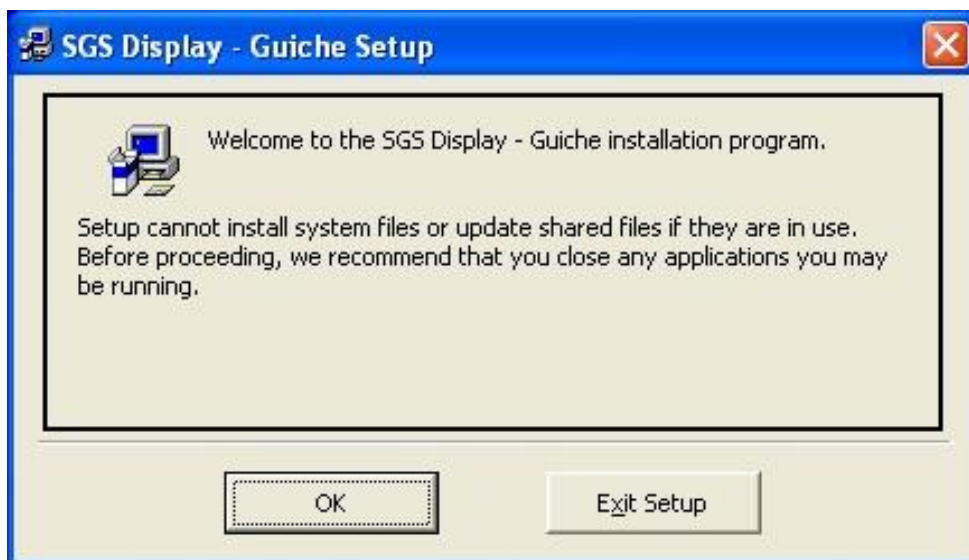 SGS Display - Guiche Setup
Welcome to the SGS Display - Guiche installation program.
Setup cannot install system files or update shared files if they are in use.
Before proceeding, we recommend that you close any applications you may
be running.
OK
Exit Setup